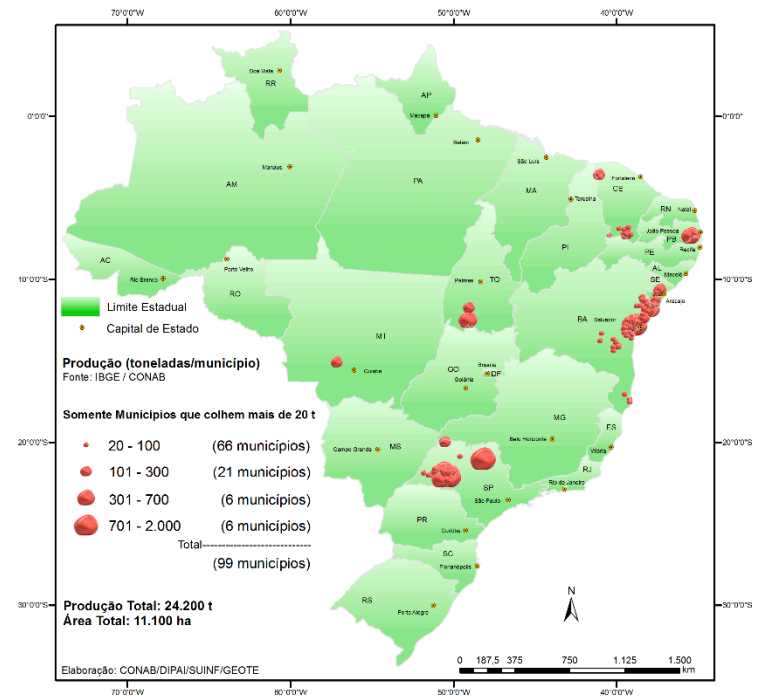 70°0'0"W 60°0'0"W 50°0'0"W 40°0'0"W
Boa Vista
RR
AP
Macapá
0°0'0" 0°0'0"
Belém
São Luís
Manaus
Fortaleza
AM
PA
MA
CE
Teresina
RN Natal
João Pessoa
PB
PI
PE
Recife
AC
Porto Velho
AL
Maceió
Rio Branco
Palmas
TO
SE
10°0'0"S 10°0'0"S
RO
Aracaju
Limite Estadual
BA
Salvador
Capital de Estado
MT
Produção (toneladas/município)
Fonte: IBGE / CONAB
Cuiabá
GO
Brasília
DF
Goiânia
Somente Municípios que colhem mais de 20 t
MG
ES
20 - 100 (66 municípios)
Campo Grande
MS
Belo Horizonte
Vitória
20°0'0"S 20°0'0"S
101 - 300 (21 municípios)
RJ
Rio de Janeiro
301 - 700 (6 municípios)
SP
São Paulo
701 - 2.000 (6 municípios)
PR
Total----------------------------
Curitiba
(99 municípios)
SC
Florianópolis
N
RS
Porto Alegre
30°0'0"S 30°0'0"S
Produção Total: 24.200 t
Área Total: 11.100 ha
0 187,5 375 750 1.125 1.500
km
Elaboração: CONAB/DIPAI/SUINF/GEOTE
70°0'0"W 60°0'0"W 50°0'0"W 40°0'0"W